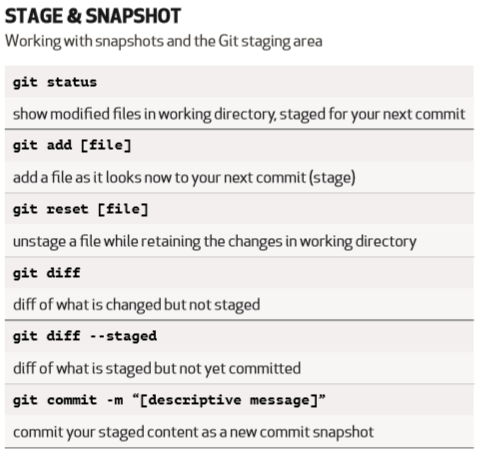 STAGE & SNAPSHOT
Working with snapshots and the Git staging area
git status
show modified files in working directory, staged for your next commit
git add [file]
add a file as it looks now to your next commit (stage)
git reset [file]
unstage a file while retaining the changes in working directory
git diff
diff of what is changed but not staged
git diff --staged
diff of what is staged but not yet committed
git commit -m “[descriptive message]”
commit your staged content as a new commit snapshot